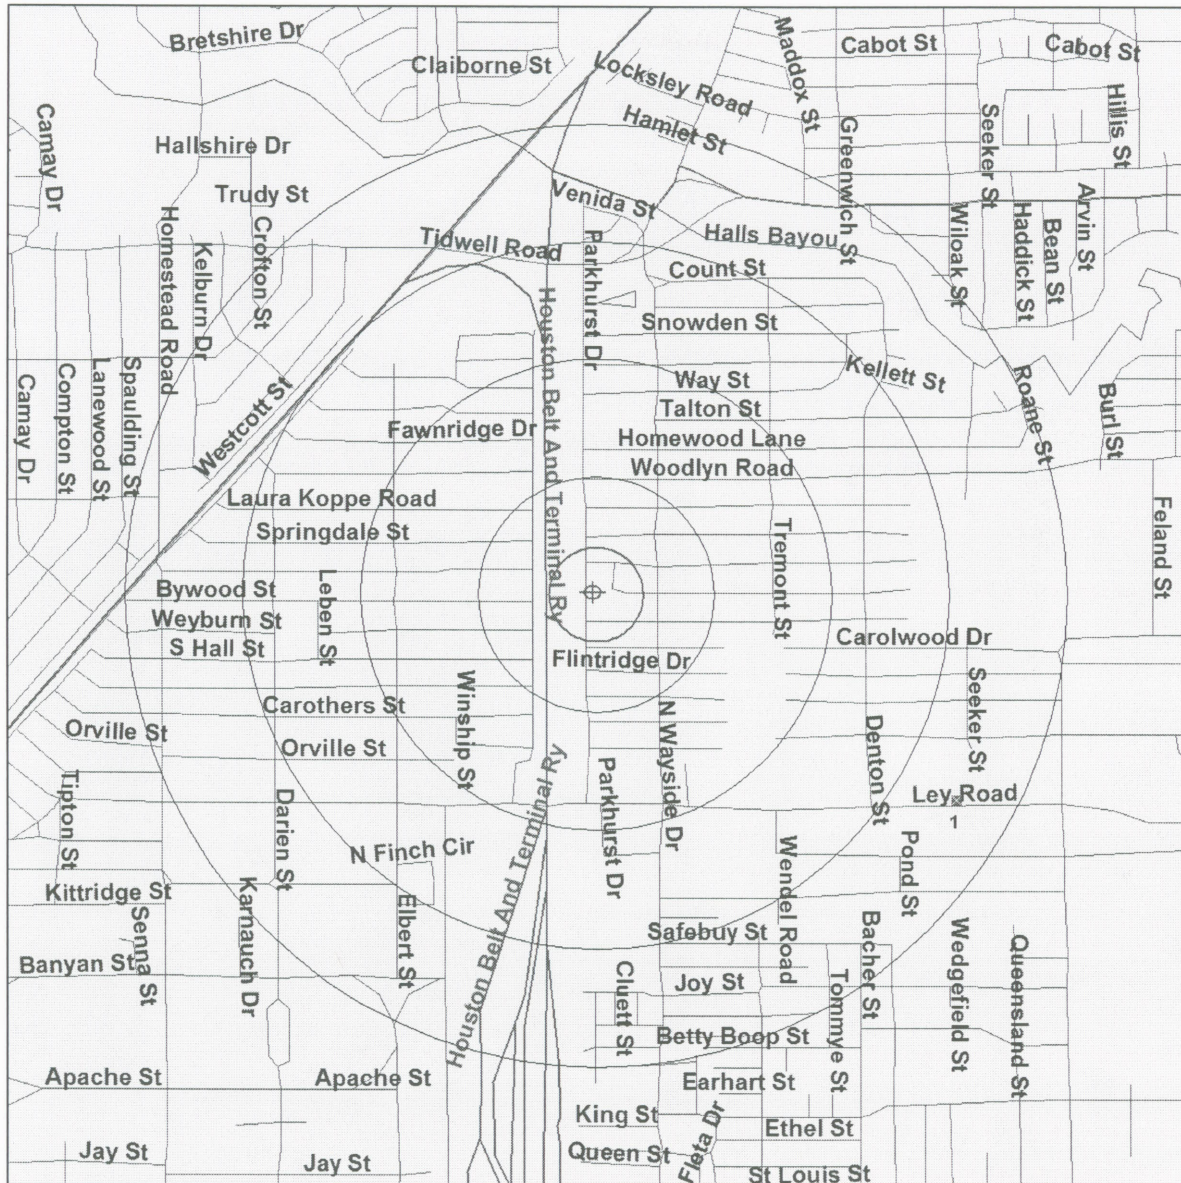 Bretshire Dr
Claiborne St
Locksley Road
Maddox St
Cabot St
Cabot St
Camay Dr
Hallshire Dr
Hamlet St
Greenwich St
Seeker St
Hillis St
Trudy St
Venida St
Homestead Road
Kelburn Dr
Crofton St
Tidwell Road
Parkhurst Dr
Halls Bayou
Wiloak St
Haddick St
Bean St
Arvin St
Count St
Houston Belt And Terminal Ry
Snowden St
Camay Dr
Compton St
Lanewood St
Spaulding St
Westcott St
Way St
Kellett St
Roane St
Burl St
Talton St
Fawnridge Dr
Homewood Lane
Woodlyn Road
Laura Koppe Road
Springdale St
Tremont St
Feland St
Bywood St
Leben St
Weyburn St
S Hall St
Carolwood Dr
Flintridge Dr
Winship St
Seeker St
Carothers St
N Wayside Dr
Orville St
Orville St
Denton St
Tipton St
Parkhurst Dr
Ley Road
1
Darien St
Houston Belt And Terminal Ry
N Finch Cir
Wendel Road
Pond St
Kittridge St
Senna St
Karnauch Dr
Elbert St
Safebuy St
Bacher St
Wedgefield St
Queensland St
Banyan St
Cluett St
Joy St
Tommye St
Betty Boop St
Apache St
Apache St
Earhart St
King St
Fleta Dr
Ethel St
Jay St
Jay St
Queen St
St Louis St